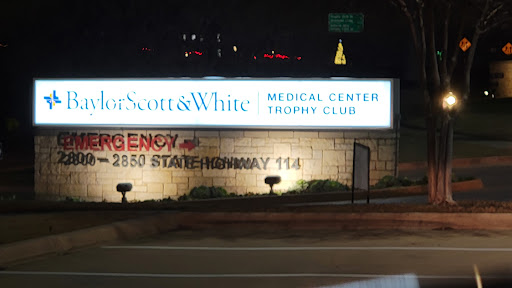 BaylorScott&White
MEDICAL CENTER
TROPHY CLUB
EMERGENCY
2800 – 2850 STATE HIGHWAY 114